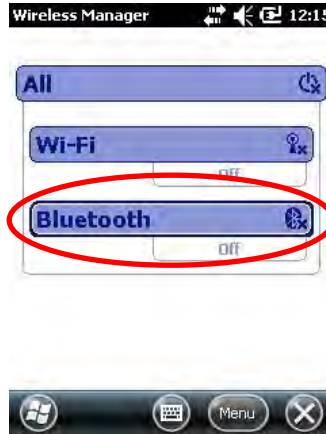 Wireless Manager 12:15
All
Wi-Fi
Off
Bluetooth
Off
Menu